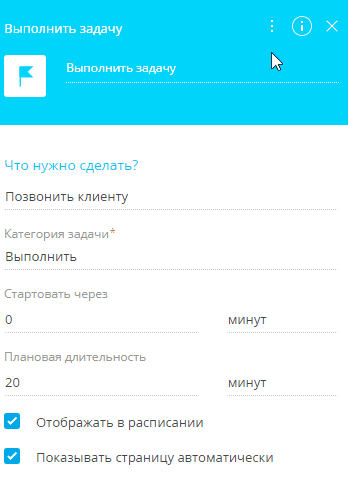 Выполнить задачу
Выполнить задачу
Что нужно сделать?
Позвонить клиенту
Категория задачи*
Выполнить
Стартовать через
0 минут
Плановая длительность
20 минут
Отображать в расписании
Показывать страницу автоматически